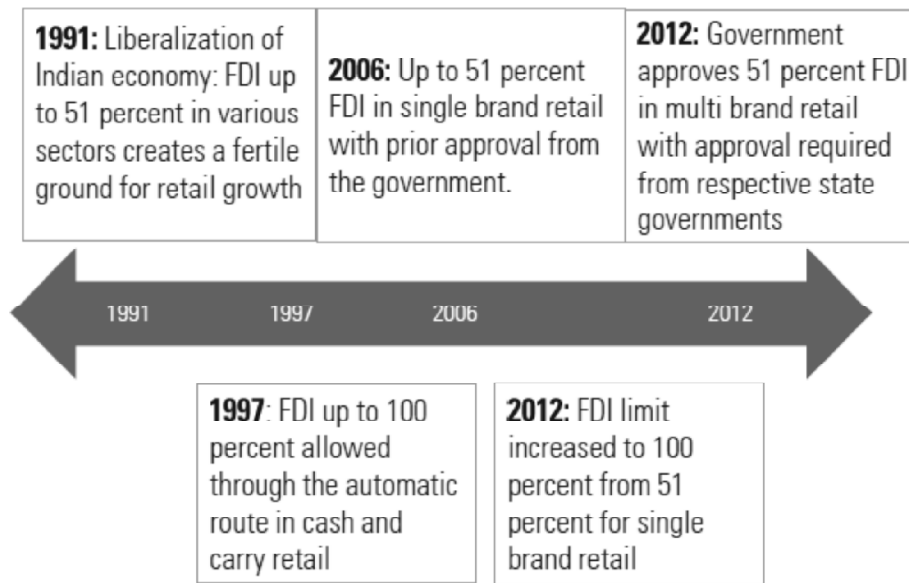 1991: Liberalization of
Indian economy: FDI up
to 51 percent in various
sectors creates a fertile
ground for retail growth
2006: Up to 51 percent
FDI in single brand retail
with prior approval from
the government.
2012: Government
approves 51 percent FDI
in multi brand retail
with approval required
from respective state
governments
1991
1997
2006
2012
1997: FDI up to 100
percent allowed
through the automatic
route in cash and
carry retail
2012: FDI limit
increased to 100
percent from 51
percent for single
brand retail